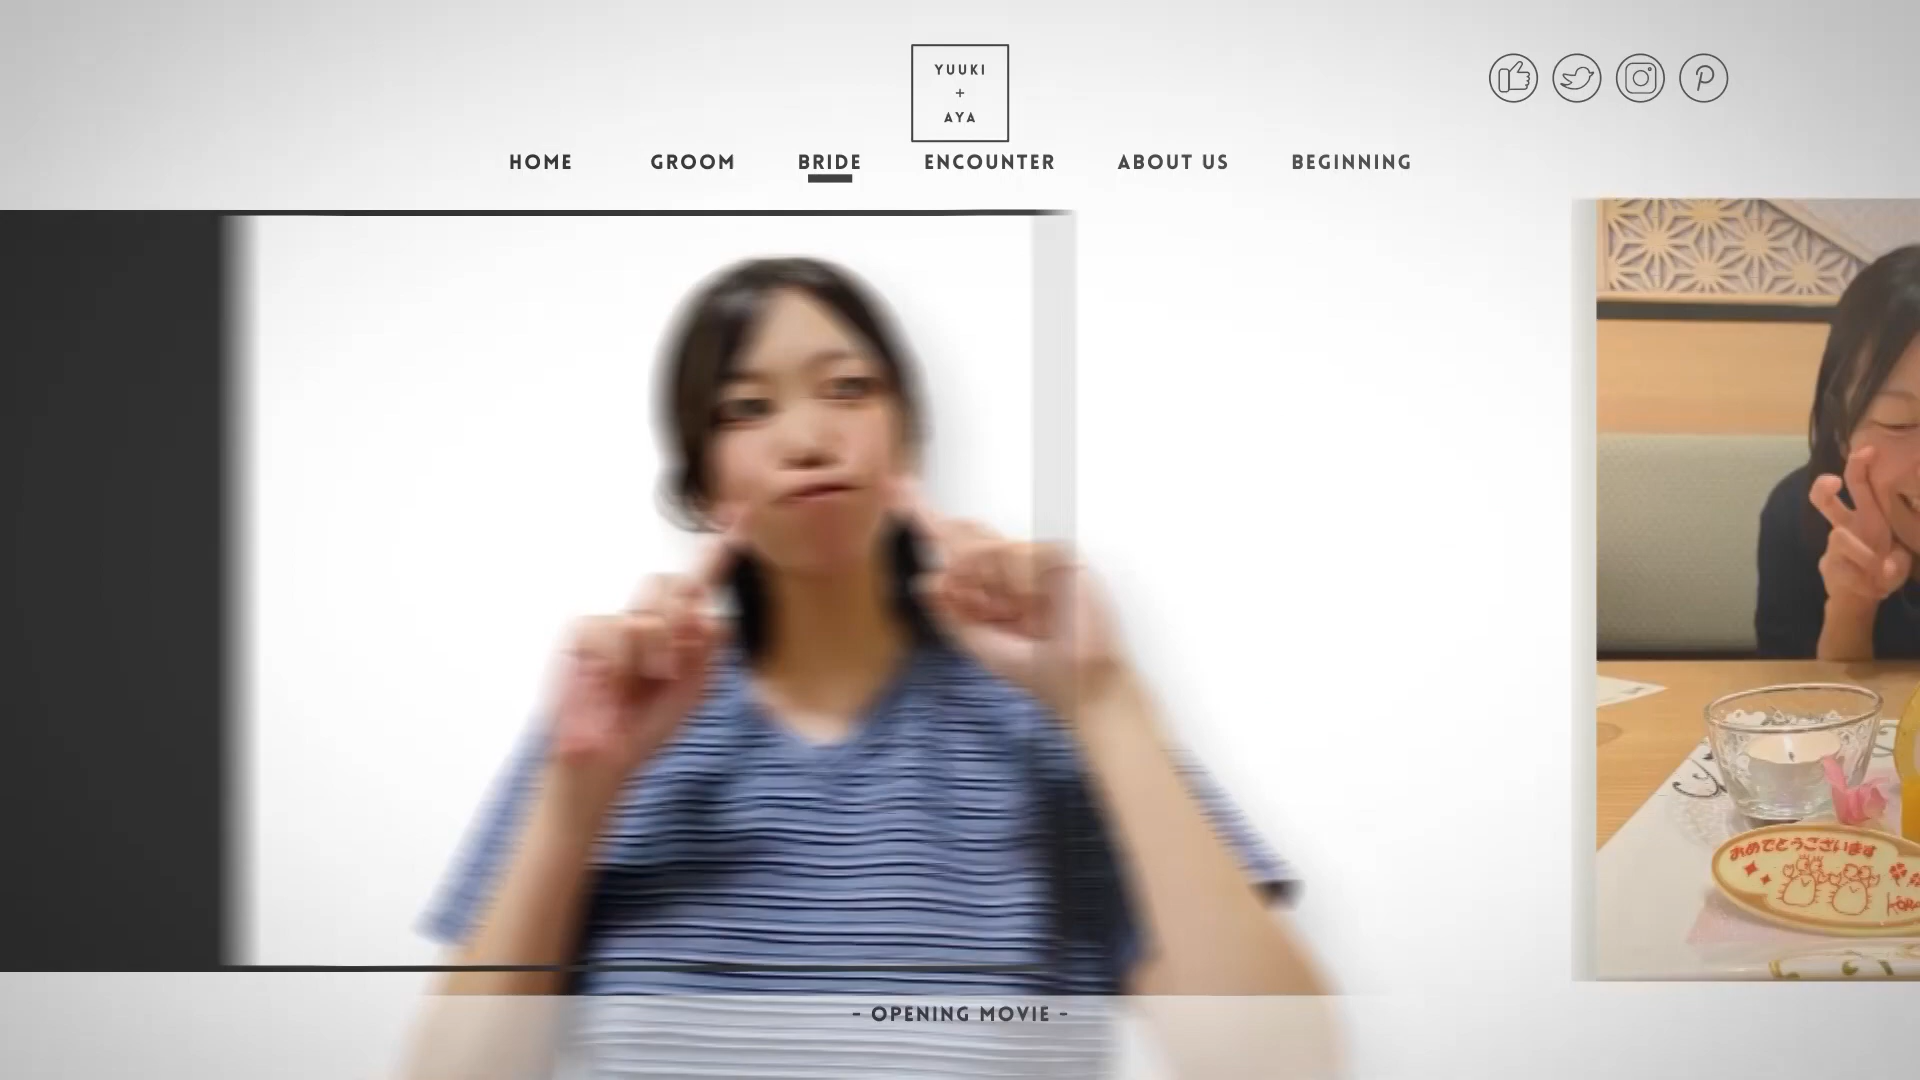 YUUKI
+
AYA
HOME GROOM BRIDE ENCOUNTER ABOUT US BEGINNING
おめでとうございます
- OPENING MOVIE -